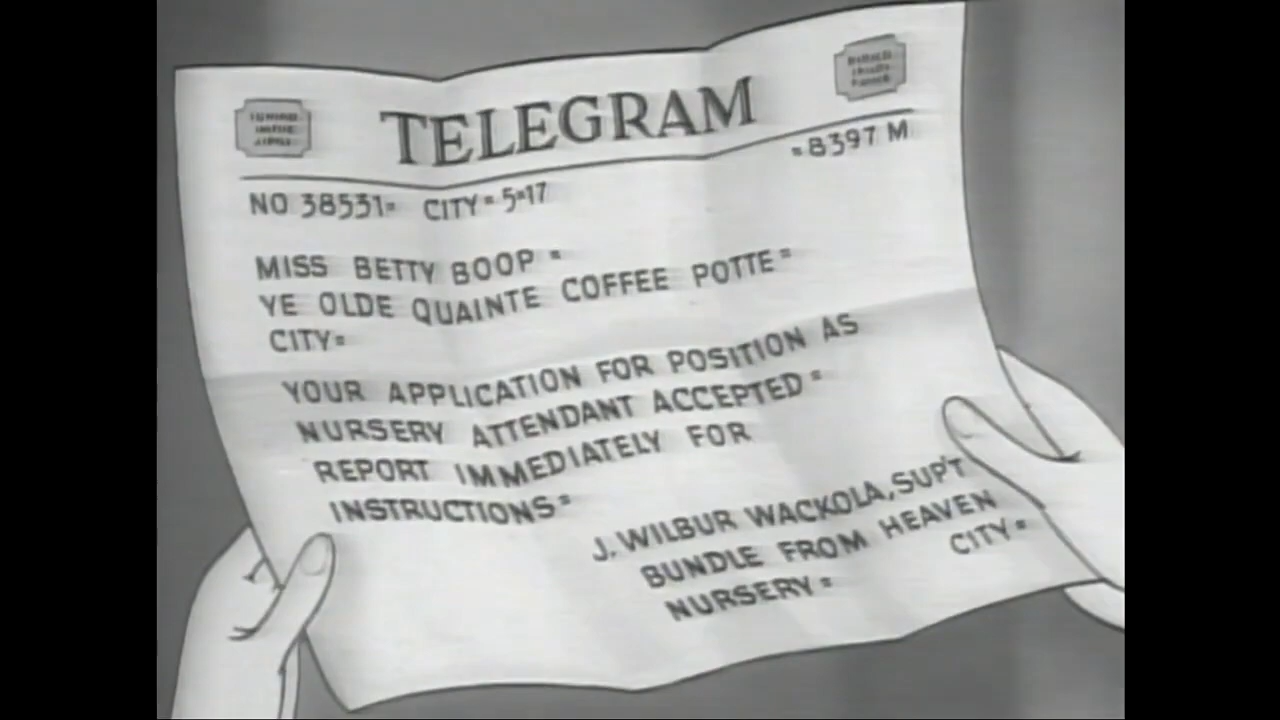 TELEGRAM
=8397 M
NO 38531= CITY= 5=17
MISS BETTY BOOP =
YE OLDE QUAINTE COFFEE POTTE=
CITY=
YOUR APPLICATION FOR POSITION AS
NURSERY ATTENDANT ACCEPTED=
REPORT IMMEDIATELY FOR
INSTRUCTIONS=
J. WILBUR WACKOLA, SUP'T
BUNDLE FROM HEAVEN
NURSERY= CITY=